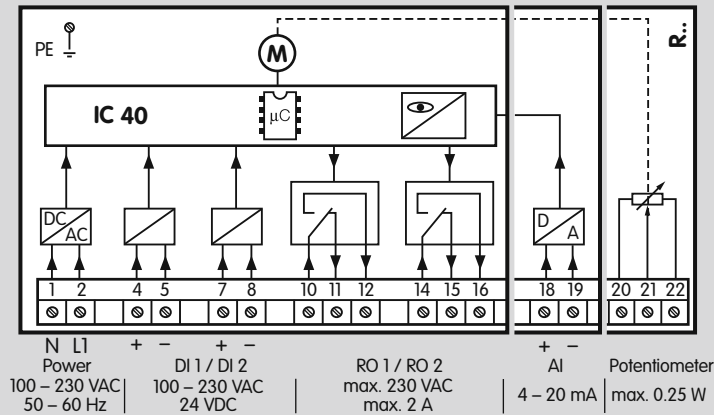 R..
PE
M
IC 40
µC
DC
AC
D
A
1 2 4 5 7 8 10 11 12 14 15 16 18 19 20 21 22
N L1 + − + − + −
Power DI 1 / DI 2 RO 1 / RO 2 AI Potentiometer
100 – 230 VAC 100 – 230 VAC max. 230 VAC 4 – 20 mA max. 0.25 W
50 – 60 Hz 24 VDC max. 2 A